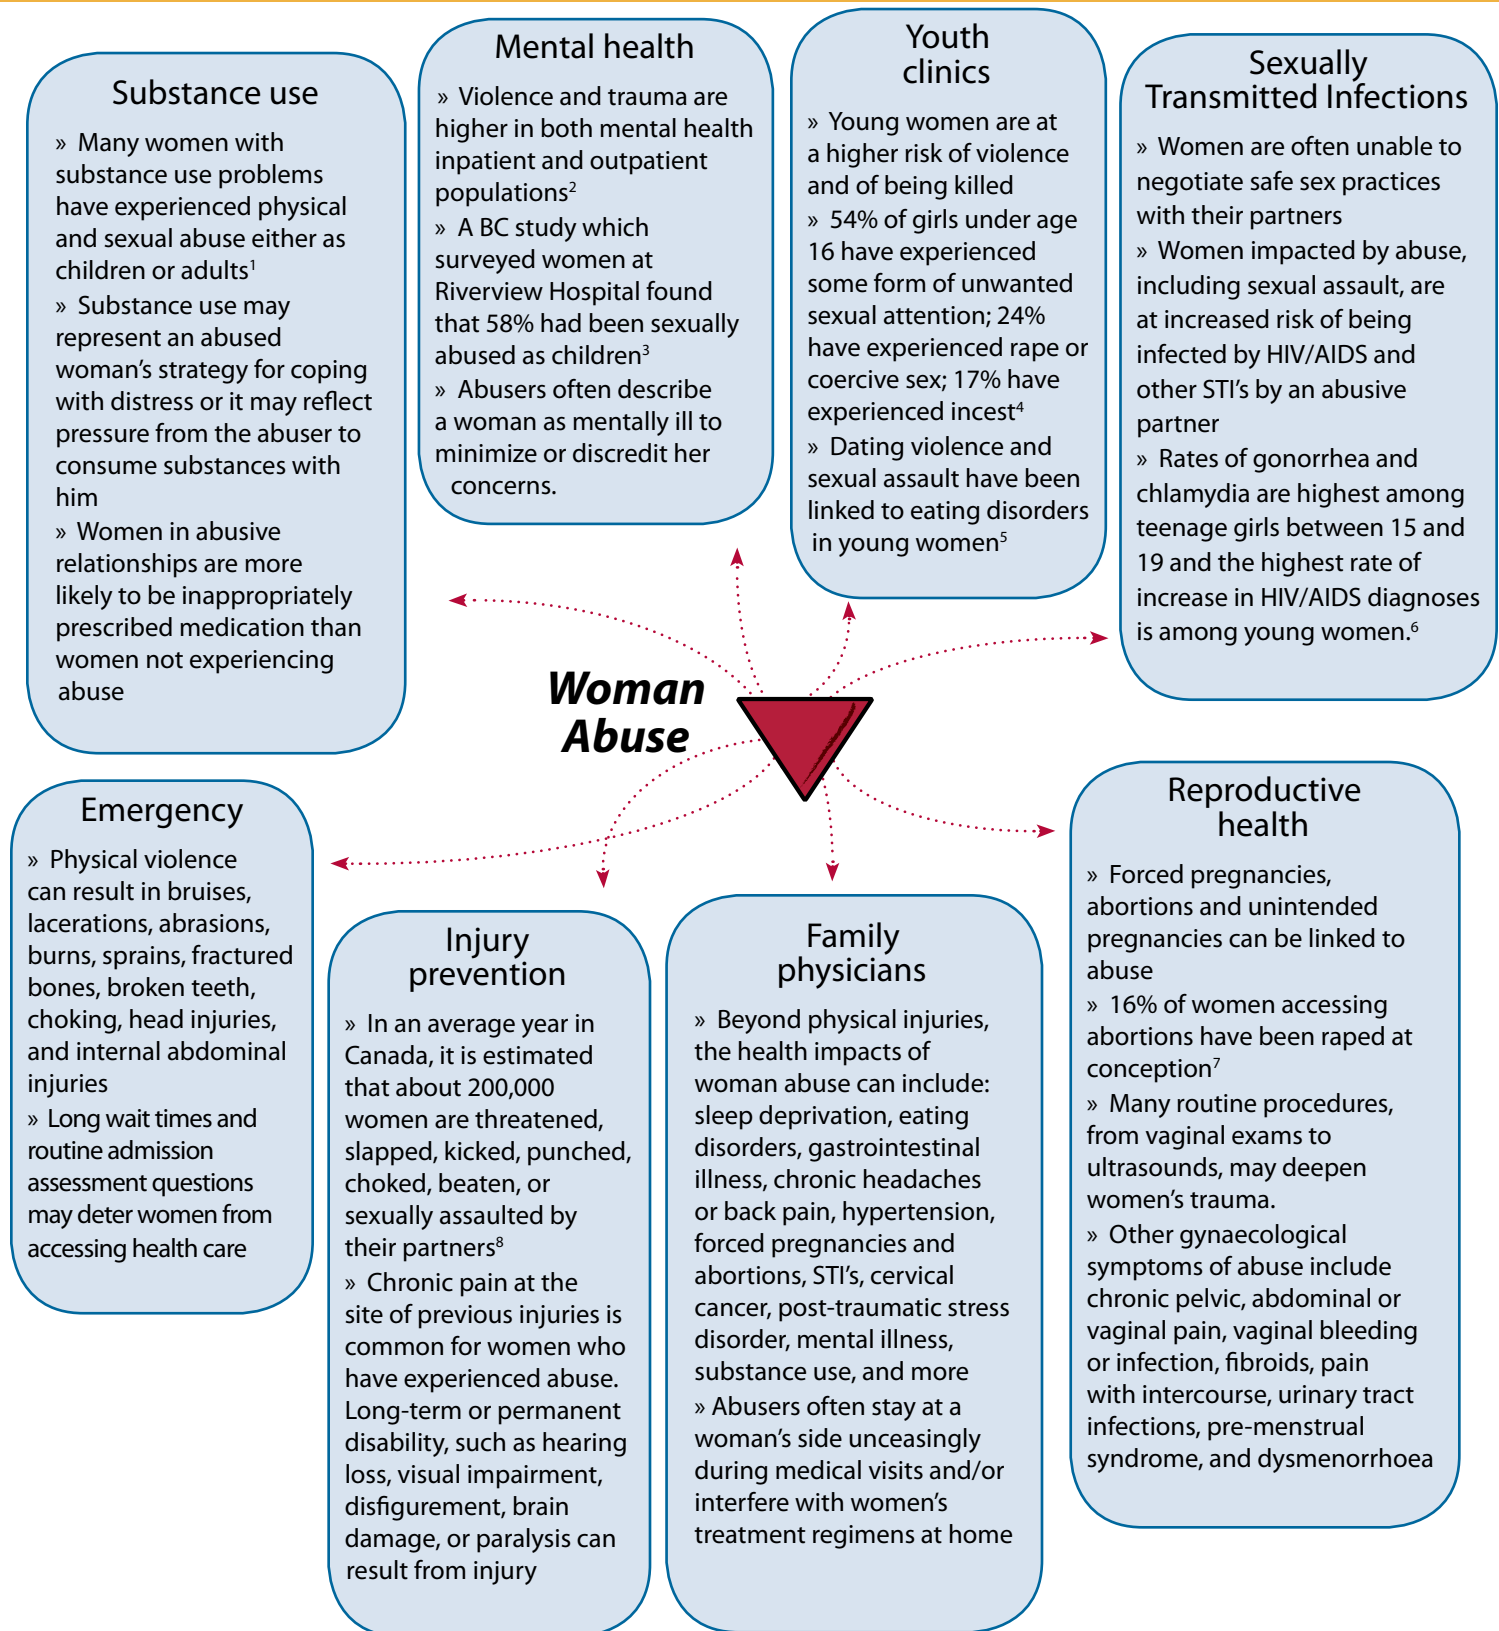 Substance use
» Many women with
substance use problems
have experienced physical
and sexual abuse either as
children or adults1
» Substance use may
represent an abused
woman’s strategy for coping
with distress or it may reflect
pressure from the abuser to
consume substances with
him
» Women in abusive
relationships are more
likely to be inappropriately
prescribed medication than
women not experiencing
abuse
Mental health
» Violence and trauma are
higher in both mental health
inpatient and outpatient
populations2
» A BC study which
surveyed women at
Riverview Hospital found
that 58% had been sexually
abused as children3
» Abusers often describe
a woman as mentally ill to
minimize or discredit her
concerns.
Youth
clinics
» Young women are at
a higher risk of violence
and of being killed
» 54% of girls under age
16 have experienced
some form of unwanted
sexual attention; 24%
have experienced rape or
coercive sex; 17% have
experienced incest4
» Dating violence and
sexual assault have been
linked to eating disorders
in young women5
Sexually
Transmitted Infections
» Women are often unable to
negotiate safe sex practices
with their partners
» Women impacted by abuse,
including sexual assault, are
at increased risk of being
infected by HIV/AIDS and
other STI’s by an abusive
partner
» Rates of gonorrhea and
chlamydia are highest among
teenage girls between 15 and
19 and the highest rate of
increase in HIV/AIDS diagnoses
is among young women.6
Woman
Abuse
Emergency
» Physical violence
can result in bruises,
lacerations, abrasions,
burns, sprains, fractured
bones, broken teeth,
choking, head injuries,
and internal abdominal
injuries
» Long wait times and
routine admission
assessment questions
may deter women from
accessing health care
Injury
prevention
» In an average year in
Canada, it is estimated
that about 200,000
women are threatened,
slapped, kicked, punched,
choked, beaten, or
sexually assaulted by
their partners8
» Chronic pain at the
site of previous injuries is
common for women who
have experienced abuse.
Long-term or permanent
disability, such as hearing
loss, visual impairment,
disfigurement, brain
damage, or paralysis can
result from injury
Family
physicians
» Beyond physical injuries,
the health impacts of
woman abuse can include:
sleep deprivation, eating
disorders, gastrointestinal
illness, chronic headaches
or back pain, hypertension,
forced pregnancies and
abortions, STI’s, cervical
cancer, post-traumatic stress
disorder, mental illness,
substance use, and more
» Abusers often stay at a
woman’s side unceasingly
during medical visits and/or
interfere with women’s
treatment regimens at home
Reproductive
health
» Forced pregnancies,
abortions and unintended
pregnancies can be linked to
abuse
» 16% of women accessing
abortions have been raped at
conception7
» Many routine procedures,
from vaginal exams to
ultrasounds, may deepen
women’s trauma.
» Other gynaecological
symptoms of abuse include
chronic pelvic, abdominal or
vaginal pain, vaginal bleeding
or infection, fibroids, pain
with intercourse, urinary tract
infections, pre-menstrual
syndrome, and dysmenorrhoea